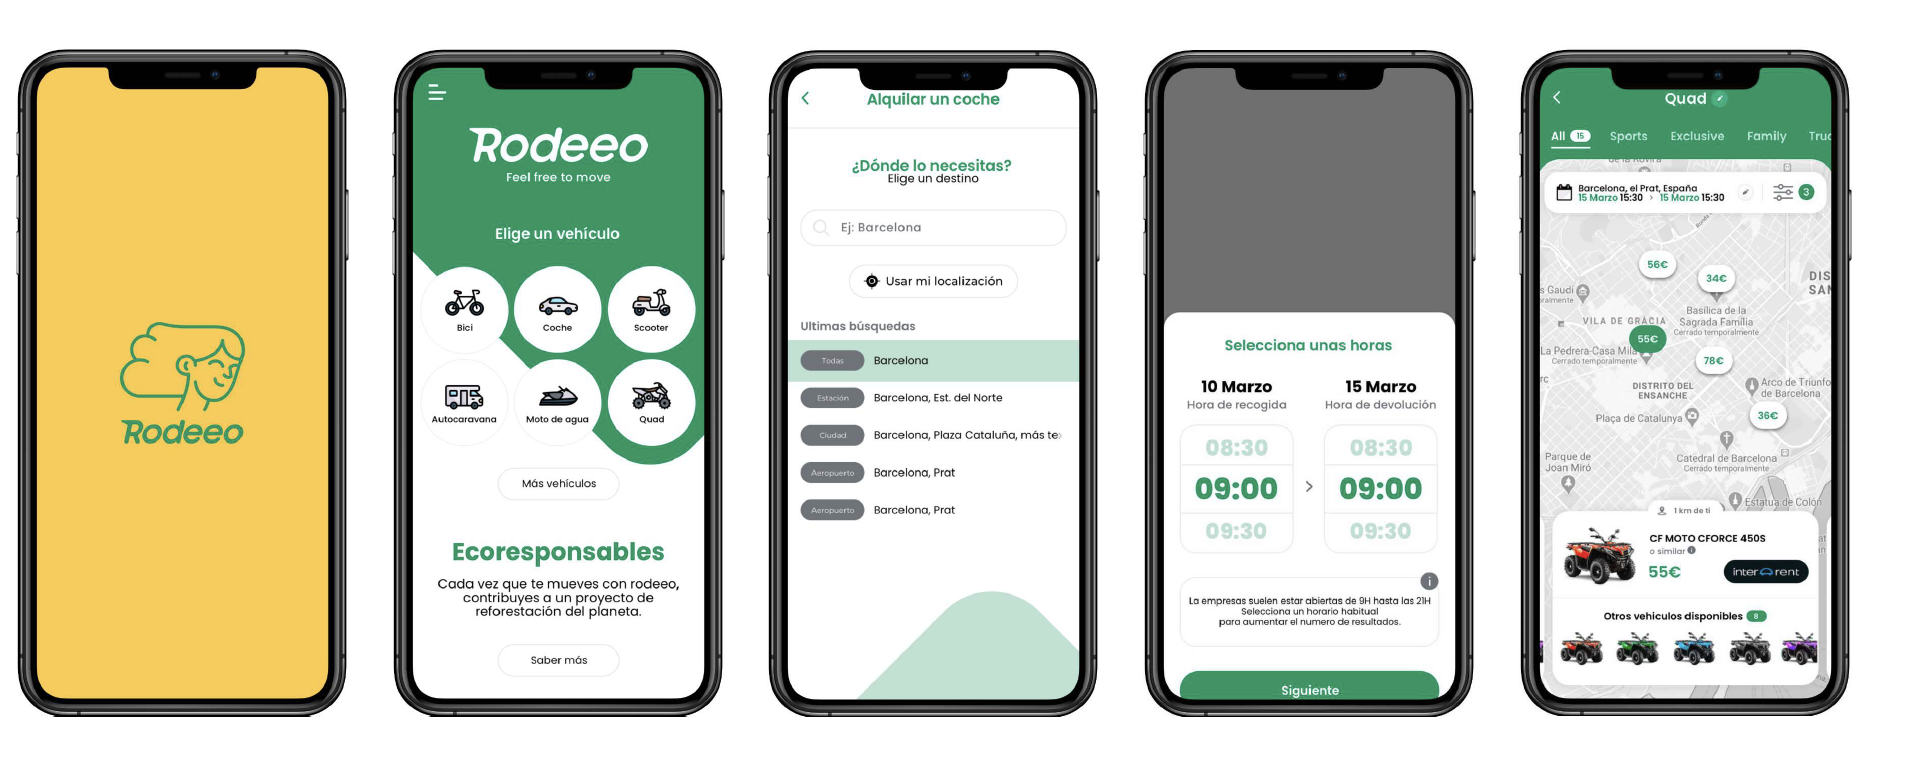 Rodeeo
Rodeeo
Feel free to move
Elige un vehículo
Bici
Coche
Scooter
Autocaravana
Moto de agua
Quad
Más vehículos
Ecoresponsables
Cada vez que te mueves con rodeeo,
contribuyes a un proyecto de
reforestación del planeta.
Saber más
Alquilar un coche
¿Dónde lo necesitas?
Elige un destino
Ej: Barcelona
Usar mi localización
Ultimas búsquedas
Todas Barcelona
Estación Barcelona, Est. del Norte
Ciudad Barcelona, Plaza Cataluña, más te
Aeropuerto Barcelona, Prat
Aeropuerto Barcelona, Prat
Selecciona unas horas
10 Marzo
Hora de recogida
15 Marzo
Hora de devolución
08:30 08:30
09:00 > 09:00
09:30 09:30
i
La empresas suelen estar abiertas de 9H hasta las 21H
Selecciona un horario habitual
para aumentar el numero de resultados.
Siguiente
Quad
All 15 Sports Exclusive Family Truc
de la Rovira
Barcelona, el Prat, España
15 Marzo 15:30 > 15 Marzo 15:30
3
56€
34€
DIS
SAN
s Gaudí
oralmente
Basílica de la
Sagrada Família
Cerrado temporalmente
VILA DE GRÀCIA
55€
La Pedrera-Casa Milà
Cerrado temporalmente
78€
DISTRITO DEL
ENSANCHE
Arco de Triunfo
de Barcelona
36€
Plaça de Catalunya
Catedral de Barcelona
Cerrado temporalmente
Parque de
Joan Miró
Estatua de Colón
1 km de ti
CF MOTO CFORCE 450S
o similar
55€
inter rent
Otros vehiculos disponibles 8